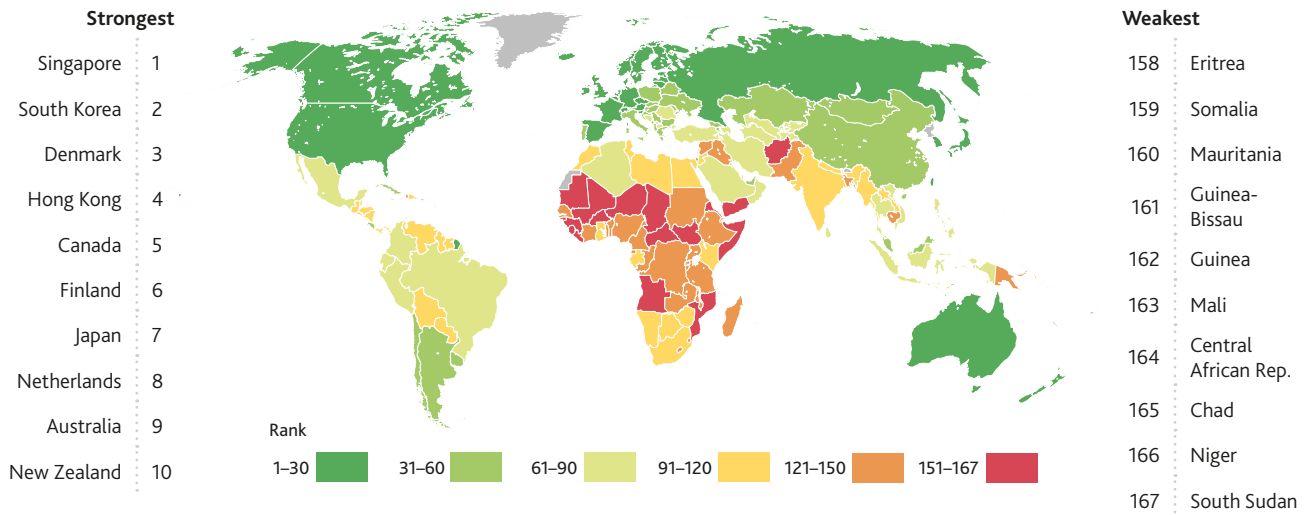 Strongest
Singapore 1
South Korea 2
Denmark 3
Hong Kong 4
Canada 5
Finland 6
Japan 7
Netherlands 8
Australia 9
New Zealand 10
Rank
1–30 31–60 61–90 91–120 121–150 151–167
Weakest
158 Eritrea
159 Somalia
160 Mauritania
161 Guinea-
Bissau
162 Guinea
163 Mali
164 Central
African Rep.
165 Chad
166 Niger
167 South Sudan